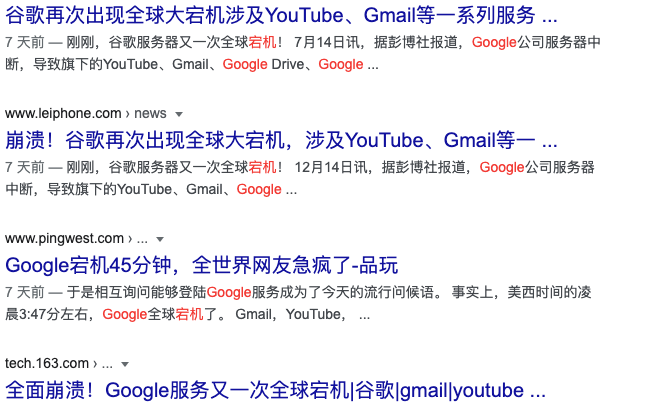 谷歌再次出现全球大宕机涉及YouTube、Gmail等一系列服务 ...
7 天前 — 刚刚，谷歌服务器又一次全球宕机！ 7月14日讯，据彭博社报道，Google公司服务器中
断，导致旗下的YouTube、Gmail、Google Drive、Google ...
www.leiphone.com › news
崩溃！谷歌再次出现全球大宕机，涉及YouTube、Gmail等一 ...
7 天前 — 刚刚，谷歌服务器又一次全球宕机！ 12月14日讯，据彭博社报道，Google公司服务器
中断，导致旗下的YouTube、Gmail、Google ...
www.pingwest.com › ...
Google宕机45分钟，全世界网友急疯了-品玩
7 天前 — 于是相互询问能够登陆Google服务成为了今天的流行问候语。 事实上，美西时间的凌
晨3:47分左右，Google全球宕机了。 Gmail，YouTube， ...
tech.163.com › ...
全面崩溃！Google服务又一次全球宕机|谷歌|gmail|youtube ...